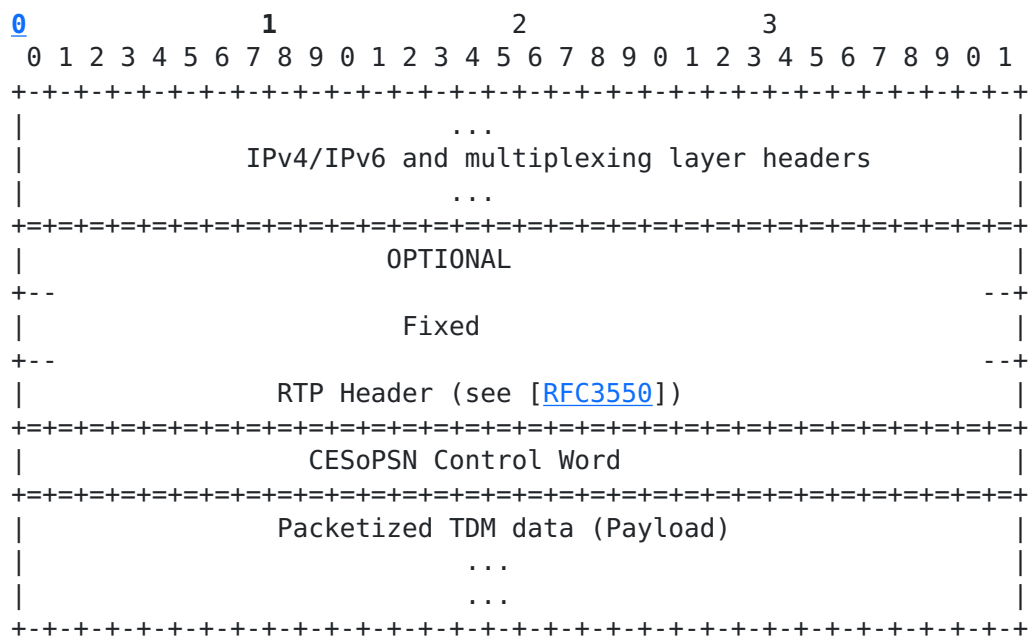 0                   1                   2                   3
 0 1 2 3 4 5 6 7 8 9 0 1 2 3 4 5 6 7 8 9 0 1 2 3 4 5 6 7 8 9 0 1
+-+-+-+-+-+-+-+-+-+-+-+-+-+-+-+-+-+-+-+-+-+-+-+-+-+-+-+-+-+-+-+-+
|                           ...                                 |
|              IPv4/IPv6 and multiplexing layer headers         |
|                           ...                                 |
+=+=+=+=+=+=+=+=+=+=+=+=+=+=+=+=+=+=+=+=+=+=+=+=+=+=+=+=+=+=+=+=+
|                       OPTIONAL                                |
+--                                                           --+
|                        Fixed                                  |
+--                                                           --+
|                RTP Header (see [RFC3550])                     |
+=+=+=+=+=+=+=+=+=+=+=+=+=+=+=+=+=+=+=+=+=+=+=+=+=+=+=+=+=+=+=+=+
|                  CESoPSN Control Word                         |
+=+=+=+=+=+=+=+=+=+=+=+=+=+=+=+=+=+=+=+=+=+=+=+=+=+=+=+=+=+=+=+=+
|                Packetized TDM data (Payload)                  |
|                            ...                                |
|                            ...                                |
+-+-+-+-+-+-+-+-+-+-+-+-+-+-+-+-+-+-+-+-+-+-+-+-+-+-+-+-+-+-+-+-+